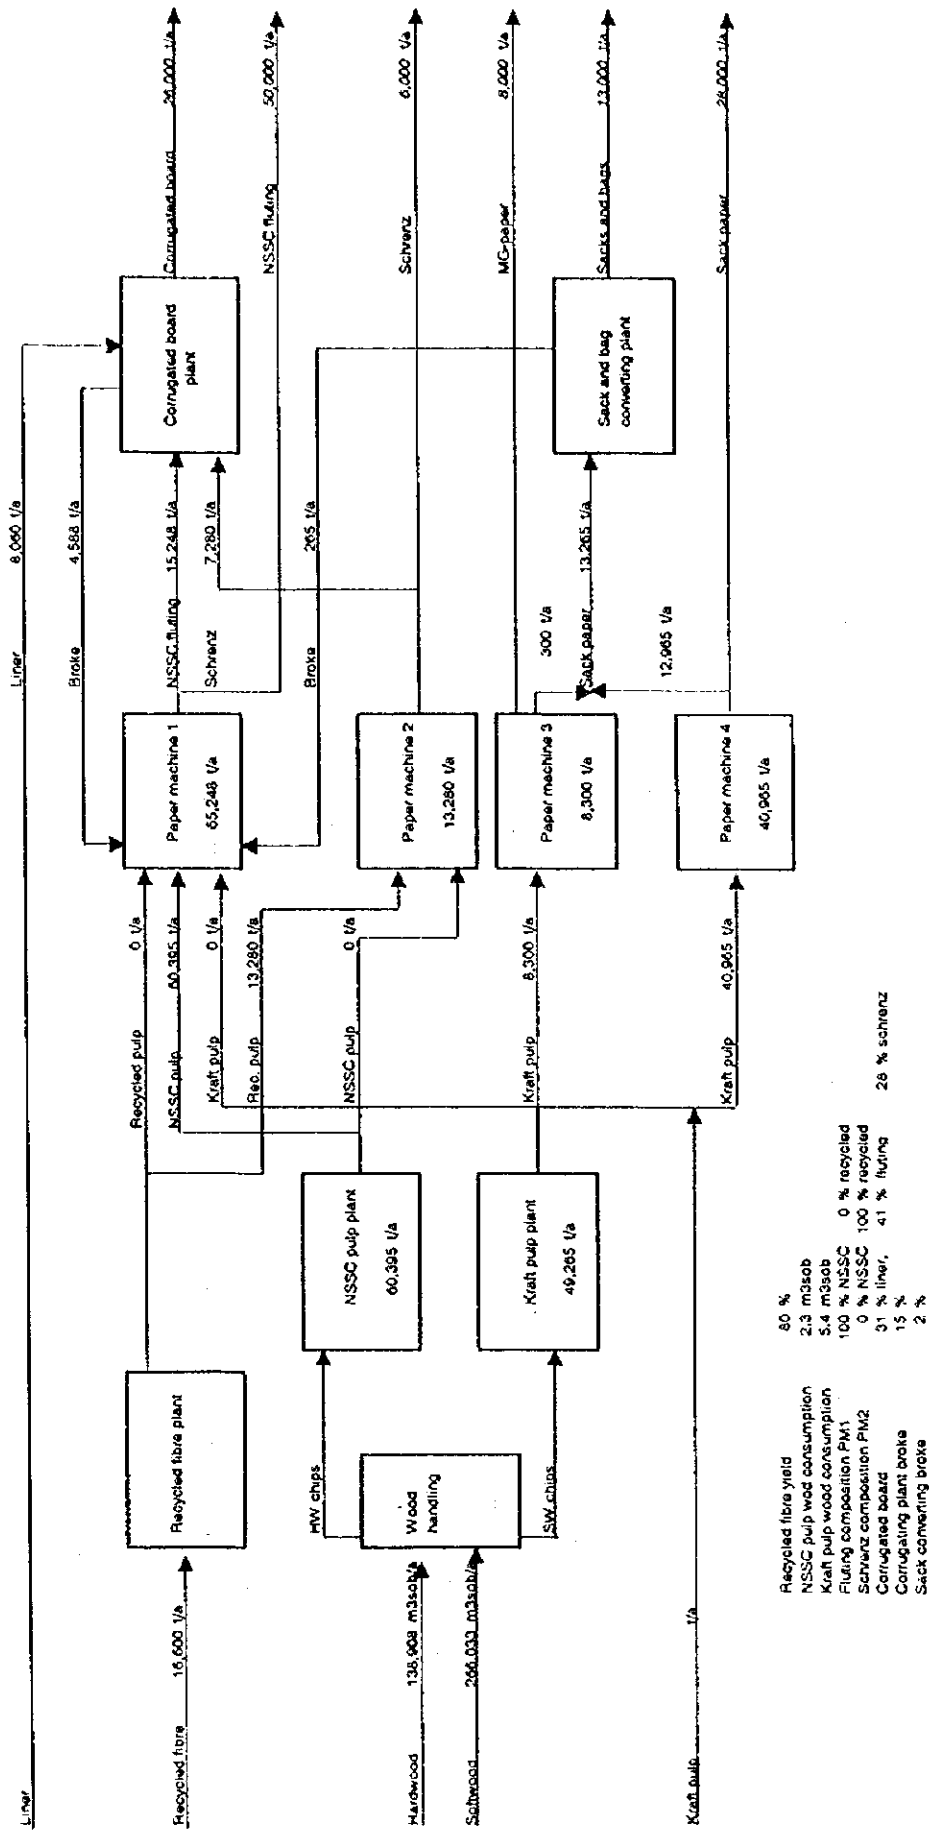 Liner
8,060 t/a
4,588 t/a
Broke
Corrugated board
plant
Corrugated board
26,000 t/a
NSSC fluting
15,248 t/a
Schrenz
7,280 t/a
NSSC fluting
50,000 t/a
Broke
265 t/a
Schrenz
6,000 t/a
MG-paper
8,000 t/a
Sack and bag
converting plant
Sacks and bags
13,000 t/a
Sack paper
13,265 t/a
300 t/a
12,965 t/a
Sack paper
28,000 t/a
Paper machine 1
65,248 t/a
Paper machine 2
13,280 t/a
Paper machine 3
8,300 t/a
Paper machine 4
40,965 t/a
Recycled pulp
0 t/a
NSSC pulp
60,395 t/a
Kraft pulp
0 t/a
Rec. pulp
13,280 t/a
NSSC pulp
0 t/a
Kraft pulp
8,300 t/a
Kraft pulp
40,965 t/a
NSSC pulp plant
60,395 t/a
Kraft pulp plant
49,265 t/a
Recycled fibre plant
Wood
handling
HW chips
SW chips
Liner
Recycled fibre
16,600 t/a
Hardwood
138,908 m3sob/a
Softwood
266,033 m3sob/a
Kraft pulp
t/a
Recycled fibre yield 80 %
NSSC pulp wod consumption 2.3 m3sob
Kraft pulp wood consumption 5.4 m3sob
Fluting composition PM1 100 % NSSC 0 % recycled
Schrenz composition PM2 0 % NSSC 100 % recycled
Corrugated board 31 % liner, 41 % fluting 28 % schrenz
Corrugating plant broke 15 %
Sack converting broke 2 %